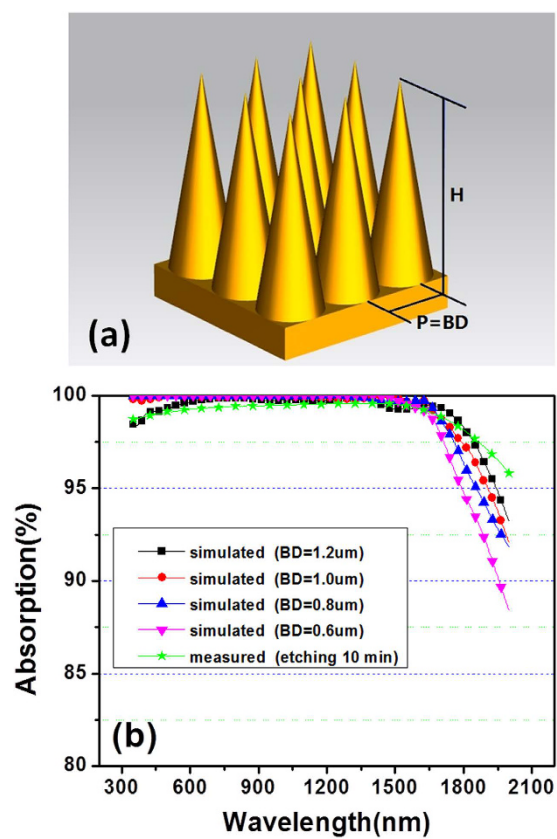 H
P=BD
(a)
100
95
90
85
80
Absorption(%)
simulated (BD=1.2um)
simulated (BD=1.0um)
simulated (BD=0.8um)
simulated (BD=0.6um)
measured (etching 10 min)
(b)
300 600 900 1200 1500 1800 2100
Wavelength(nm)